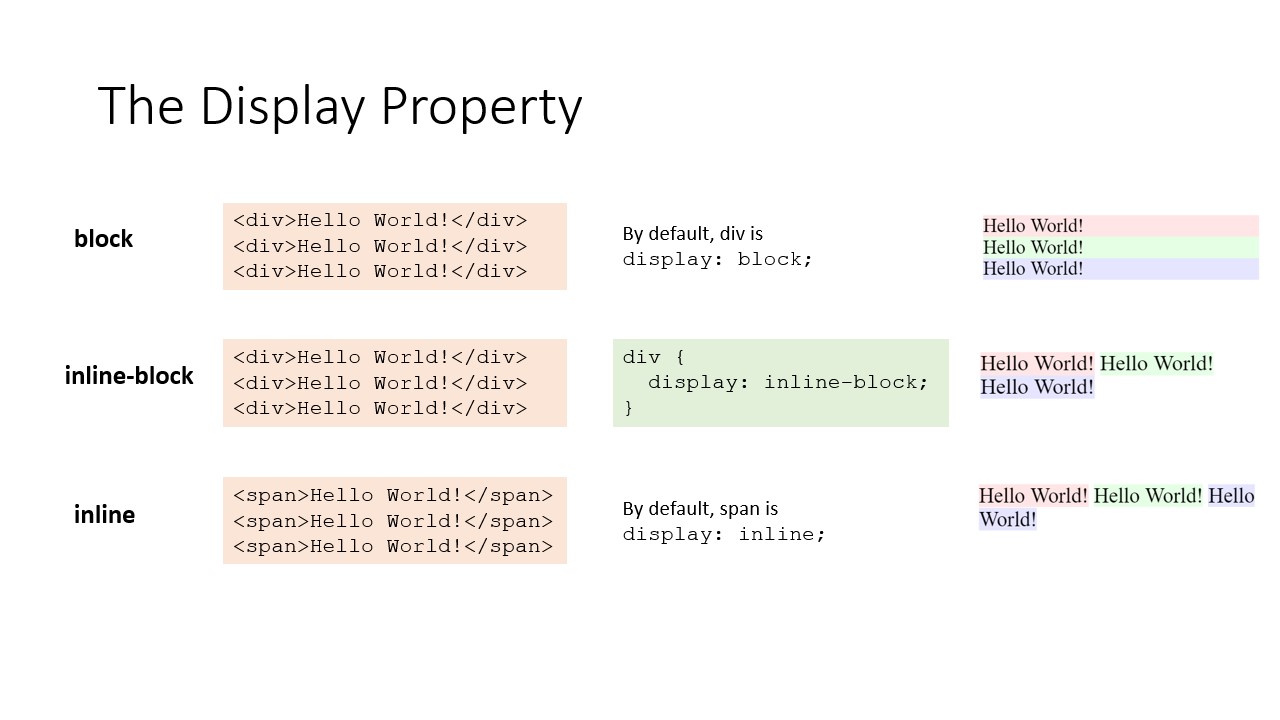 The Display Property
block
<div>Hello World!</div>
<div>Hello World!</div>
<div>Hello World!</div>
By default, div is
display: block;
Hello World!
Hello World!
Hello World!
inline-block
<div>Hello World!</div>
<div>Hello World!</div>
<div>Hello World!</div>
div {
  display: inline-block;
}
Hello World! Hello World!
Hello World!
inline
<span>Hello World!</span>
<span>Hello World!</span>
<span>Hello World!</span>
By default, span is
display: inline;
Hello World! Hello World! Hello
World!